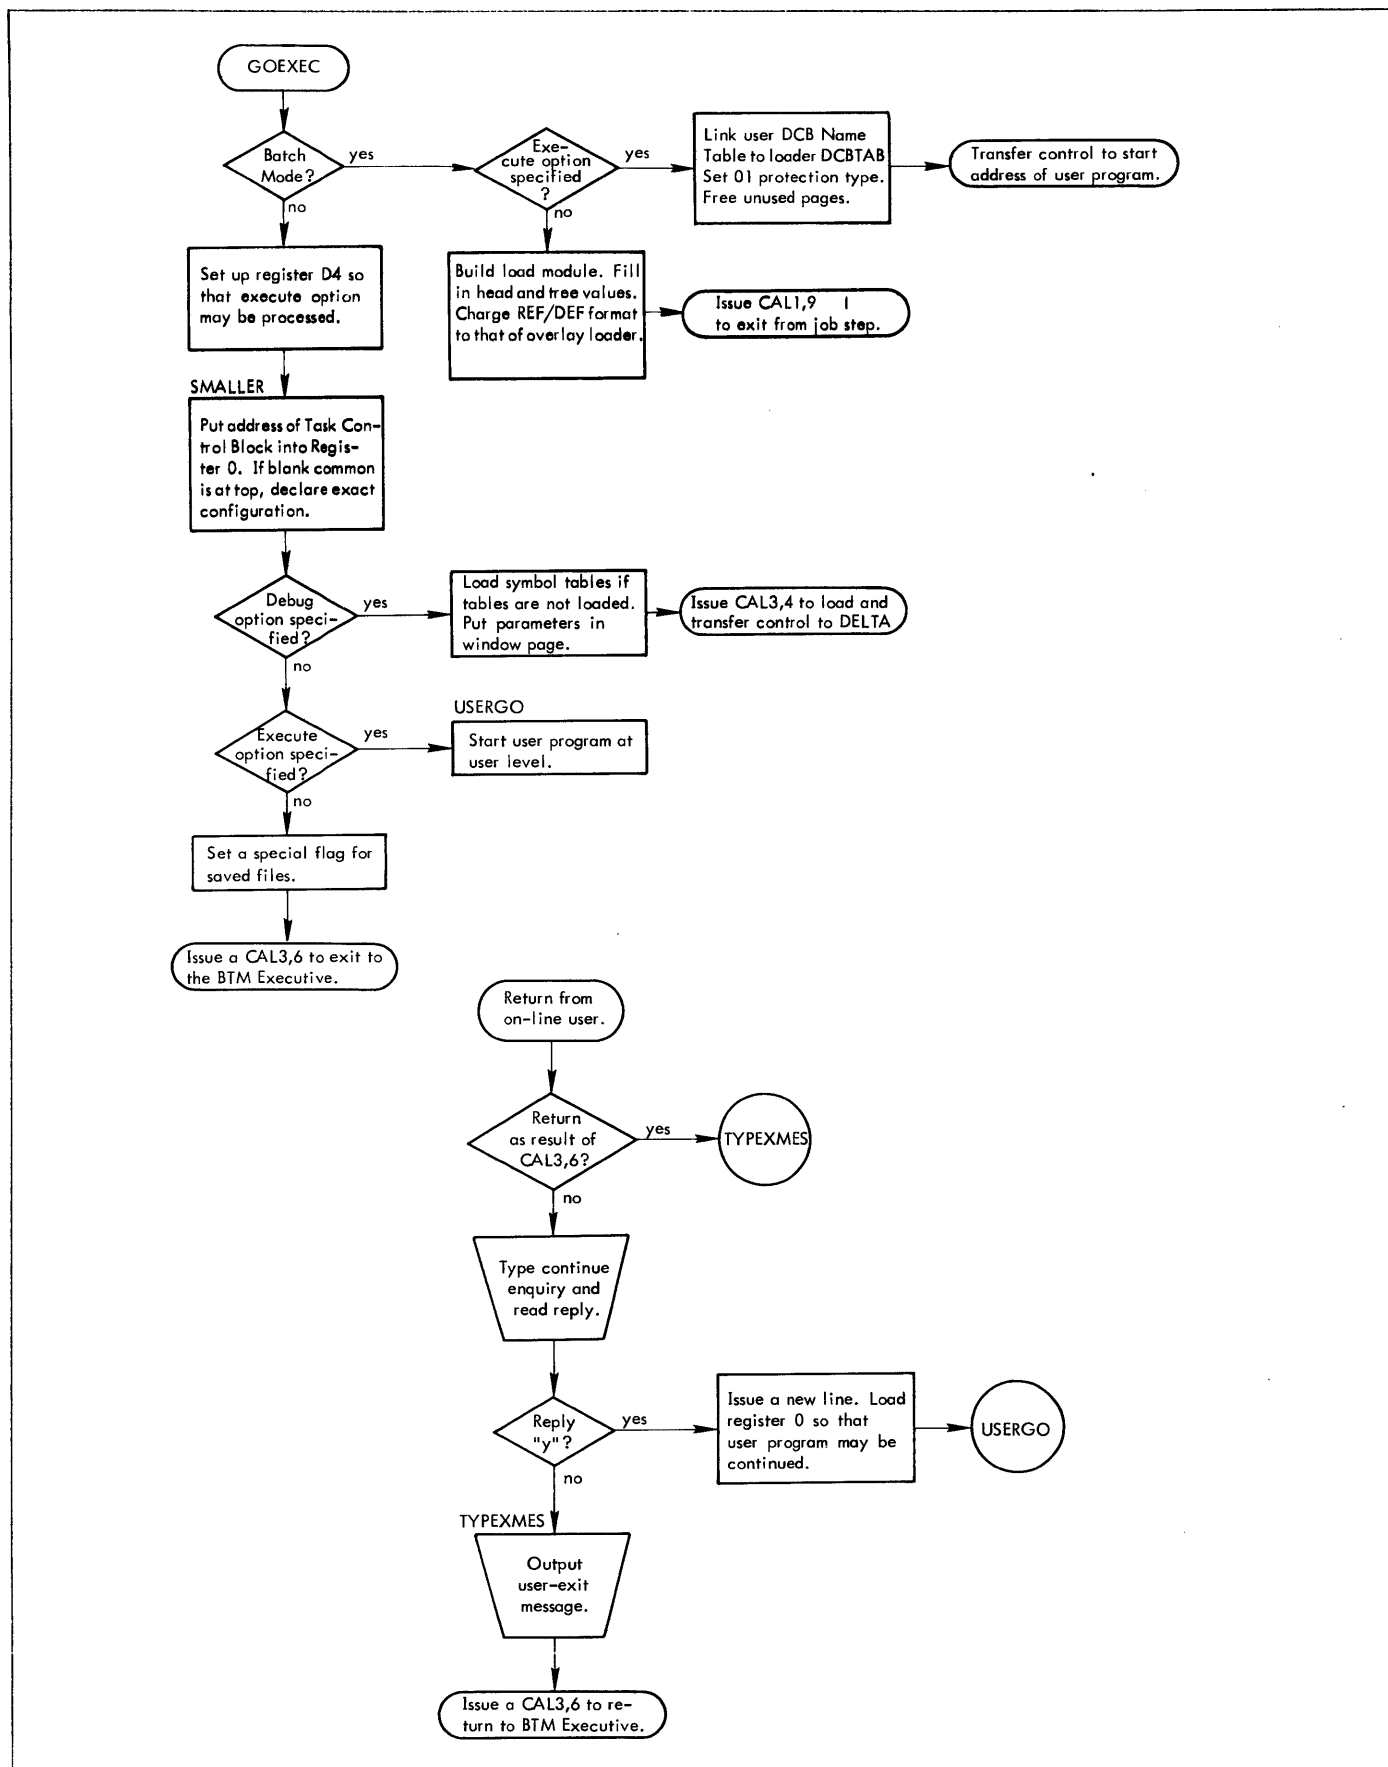 GOEXEC
Batch
Mode?
yes
no
Exe-
cute option
specified
?
yes
no
Link user DCB Name
Table to loader DCBTAB
Set 01 protection type.
Free unused pages.
Transfer control to start
address of user program.
Set up register D4 so
that execute option
may be processed.
Build load module. Fill
in head and tree values.
Charge REF/DEF format
to that of overlay loader.
Issue CAL1,9 1
to exit from job step.
SMALLER
Put address of Task Con-
trol Block into Regis-
ter 0. If blank common
is at top, declare exact
configuration.
Debug
option speci-
fied?
yes
no
Load symbol tables if
tables are not loaded.
Put parameters in
window page.
Issue CAL3,4 to load and
transfer control to DELTA
Execute
option speci-
fied?
yes
no
USERGO
Start user program at
user level.
Set a special flag for
saved files.
Issue a CAL3,6 to exit to
the BTM Executive.
Return from
on-line user.
Return
as result of
CAL3,6?
yes
no
TYPEXMES
Type continue
enquiry and
read reply.
Reply
"y"?
yes
no
Issue a new line. Load
register 0 so that
user program may be
continued.
USERGO
TYPEXMES
Output
user-exit
message.
Issue a CAL3,6 to re-
turn to BTM Executive.